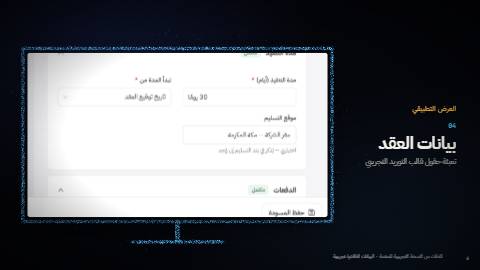 العرض التطبيقي
04
بيانات العقد
تعبئة حقول قالب التوريد التجريبي
مدة التنفيذ (أيام) *
تبدأ المدة من *
30 يومًا
تاريخ توقيع العقد
موقع التسليم
مقر الشركة – مكة المكرمة
الدفعات
مكتمل
حفظ المسودة